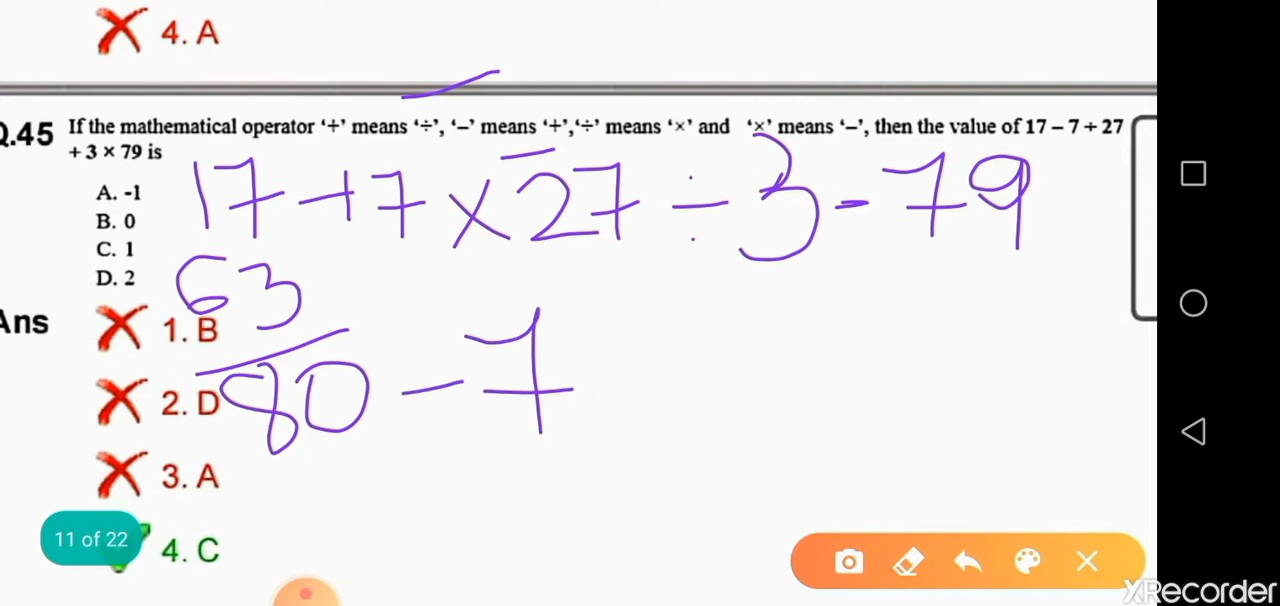 4. A
Q.45 If the mathematical operator ‘+’ means ‘÷’, ‘–’ means ‘+’,‘÷’ means ‘×’ and ‘×’ means ‘–’, then the value of 17 – 7 ÷ 27
+ 3 × 79 is
17 + 7 × 27 ÷ 3 - 79
A. -1
B. 0
C. 1
D. 2
63
Ans 1. B
80 - 7
2. D
3. A
11 of 22
4. C
XRecorder